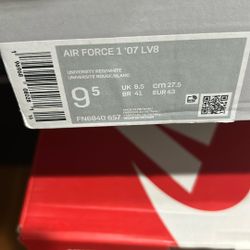 AIR FORCE 1 '07 LV8
UNIVERSITY RED/WHITE
UNIVERSITY ROUGE/BLANC
9.5
UK 8.5 cm 27.5
BR 41 EUR 43
FN6840 657